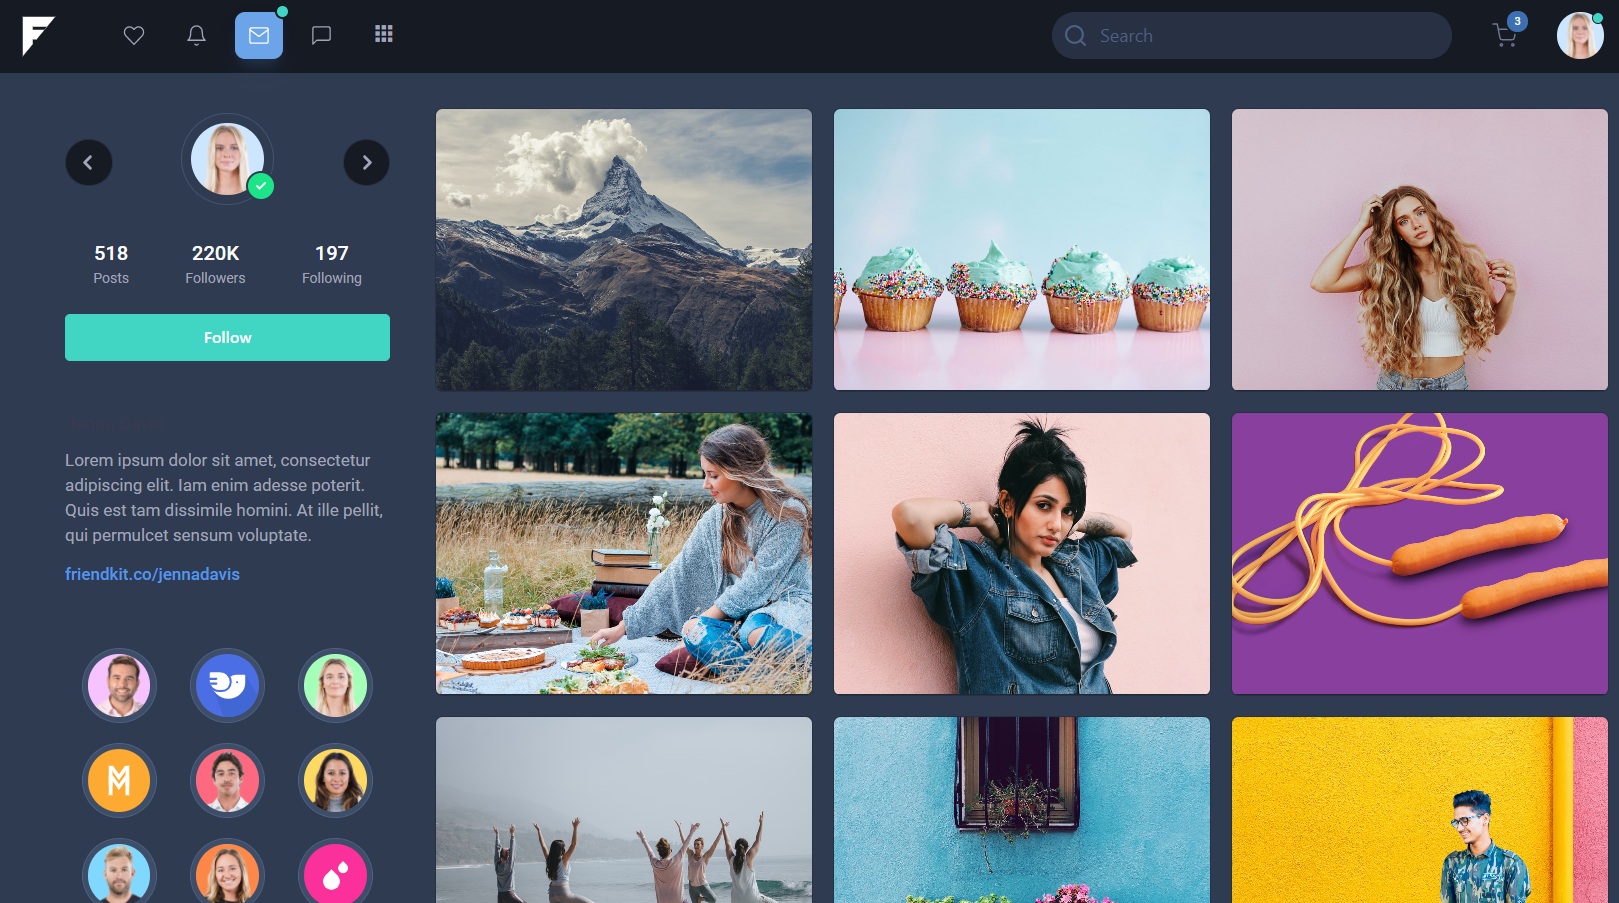 Search
3
518
220K
197
Posts
Followers
Following
Follow
Lorem ipsum dolor sit amet, consectetur
adipiscing elit. Iam enim adesse poterit.
Quis est tam dissimile homini. At ille pellit,
qui permulcet sensum voluptate.
friendkit.co/jennadavis